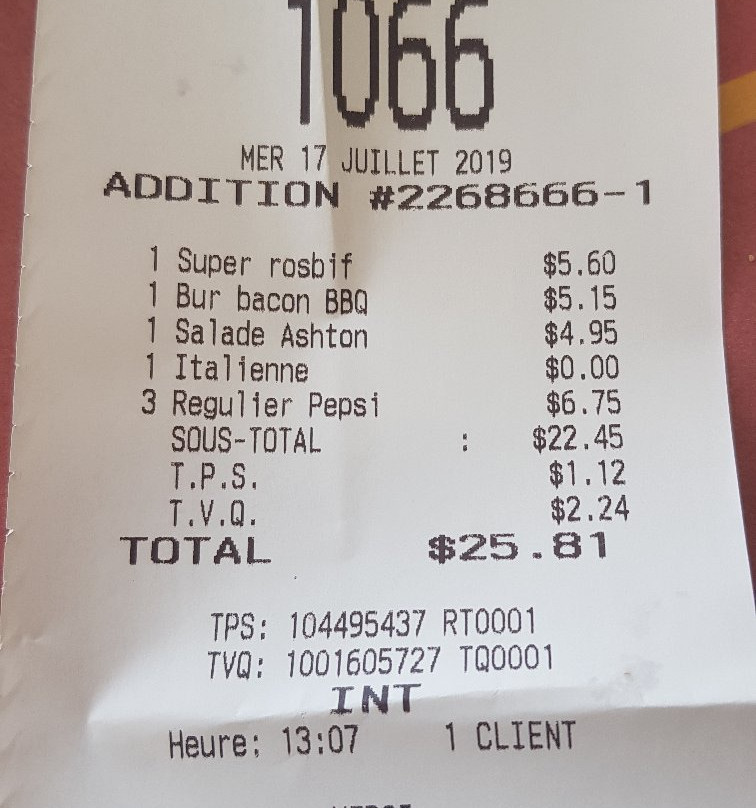 1066
MER 17 JUILLET 2019
ADDITION #2268666-1
1 Super rosbif $5.60
1 Bur bacon BBQ $5.15
1 Salade Ashton $4.95
1 Italienne $0.00
3 Regulier Pepsi $6.75
SOUS-TOTAL : $22.45
T.P.S. $1.12
T.V.Q. $2.24
TOTAL $25.81
TPS: 104495437 RT0001
TVQ: 1001605727 TQ0001
INT
Heure: 13:07 1 CLIENT